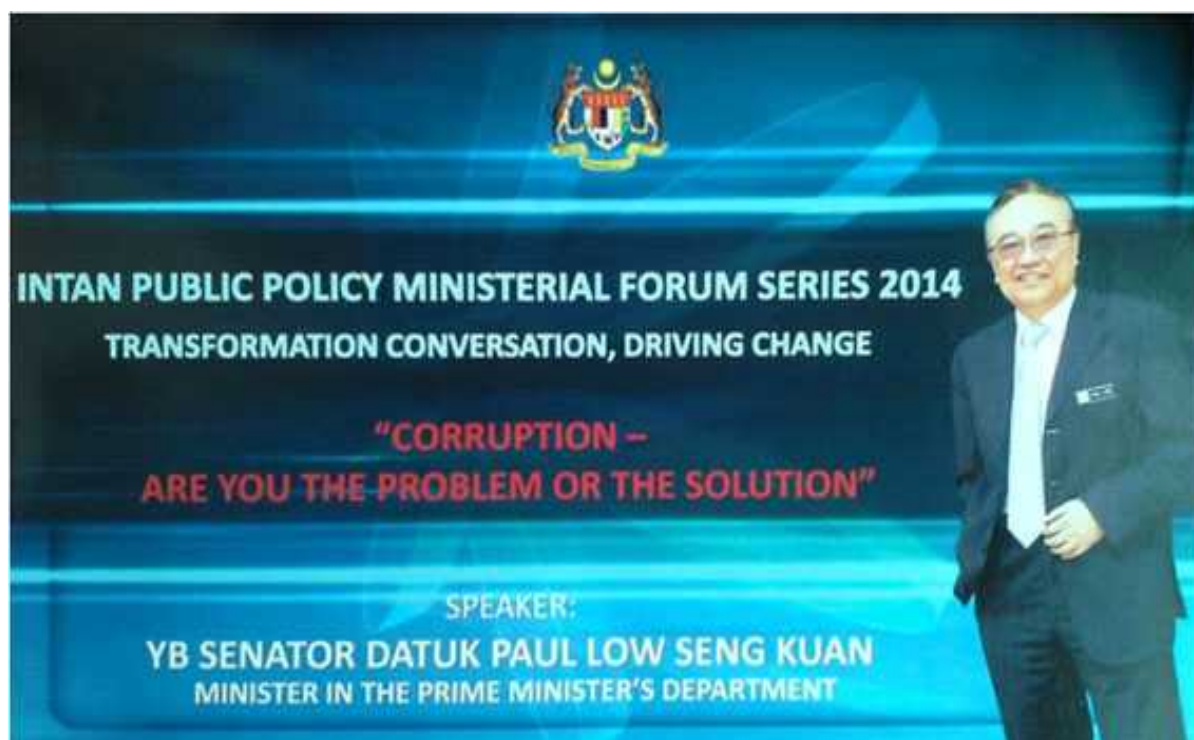 INTAN PUBLIC POLICY MINISTERIAL FORUM SERIES 2014
TRANSFORMATION CONVERSATION, DRIVING CHANGE
“CORRUPTION –
ARE YOU THE PROBLEM OR THE SOLUTION”
SPEAKER:
YB SENATOR DATUK PAUL LOW SENG KUAN
MINISTER IN THE PRIME MINISTER’S DEPARTMENT